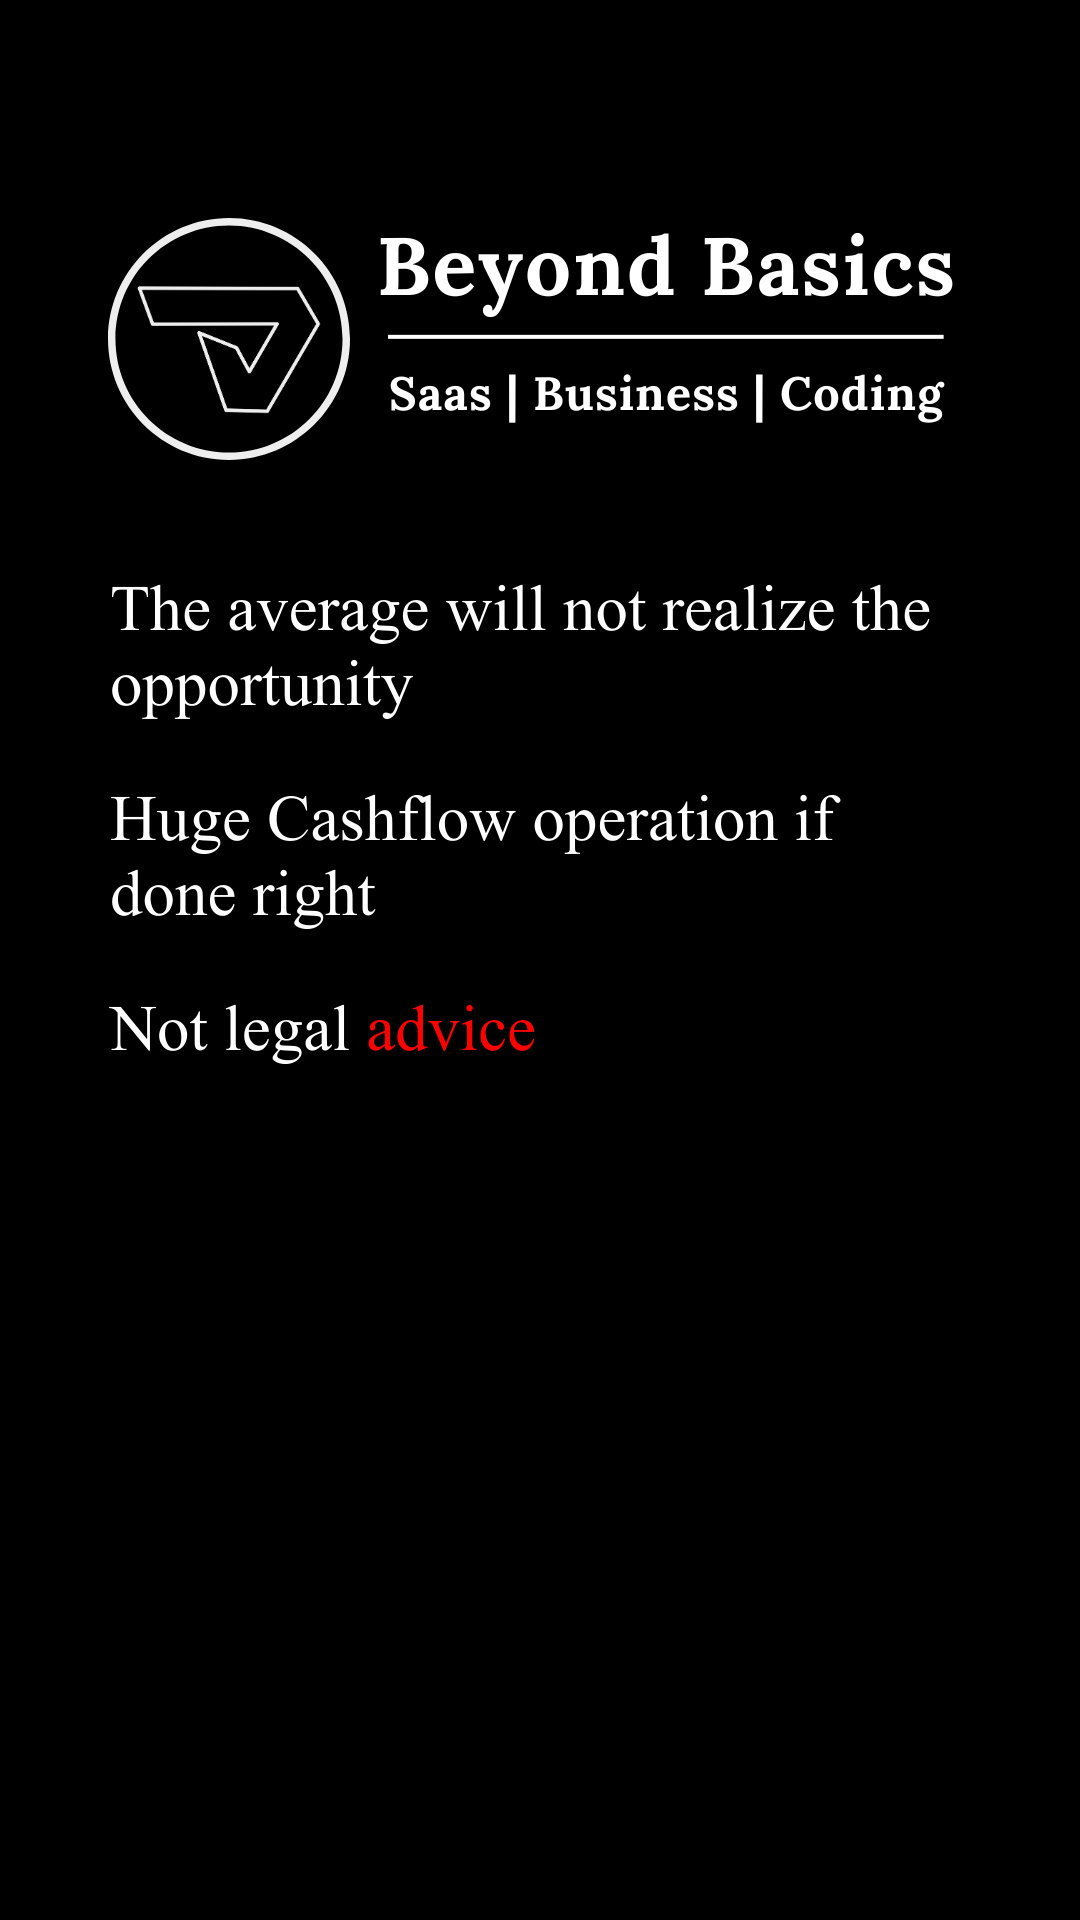 Beyond Basics
Saas | Business | Coding
The average will not realize the
opportunity
Huge Cashflow operation if
done right
Not legal advice